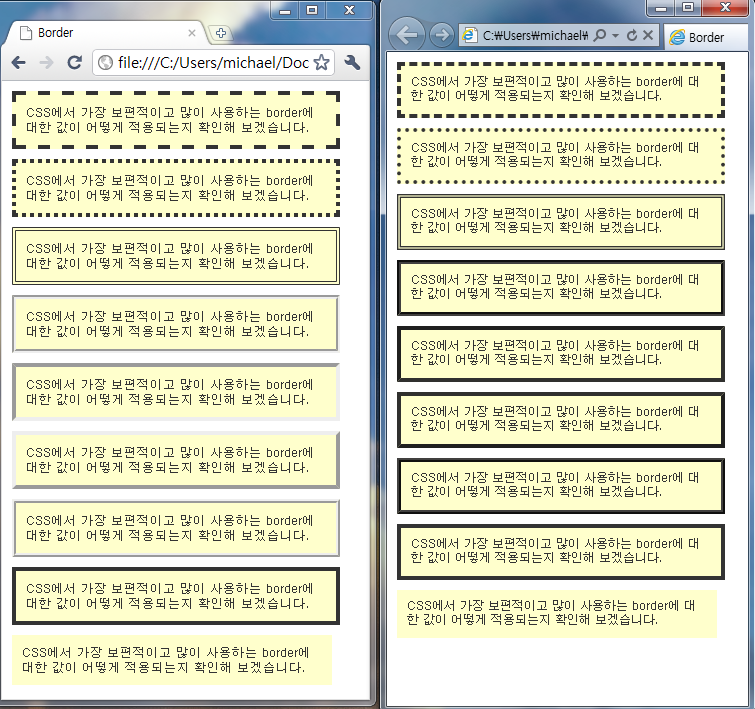 Border
file:///C:/Users/michael/Doc
CSS에서 가장 보편적이고 많이 사용하는 border에
대한 값이 어떻게 적용되는지 확인해 보겠습니다.
CSS에서 가장 보편적이고 많이 사용하는 border에
대한 값이 어떻게 적용되는지 확인해 보겠습니다.
CSS에서 가장 보편적이고 많이 사용하는 border에
대한 값이 어떻게 적용되는지 확인해 보겠습니다.
CSS에서 가장 보편적이고 많이 사용하는 border에
대한 값이 어떻게 적용되는지 확인해 보겠습니다.
CSS에서 가장 보편적이고 많이 사용하는 border에
대한 값이 어떻게 적용되는지 확인해 보겠습니다.
CSS에서 가장 보편적이고 많이 사용하는 border에
대한 값이 어떻게 적용되는지 확인해 보겠습니다.
CSS에서 가장 보편적이고 많이 사용하는 border에
대한 값이 어떻게 적용되는지 확인해 보겠습니다.
CSS에서 가장 보편적이고 많이 사용하는 border에
대한 값이 어떻게 적용되는지 확인해 보겠습니다.
CSS에서 가장 보편적이고 많이 사용하는 border에
대한 값이 어떻게 적용되는지 확인해 보겠습니다.
C:₩Users₩michael₩
Border
CSS에서 가장 보편적이고 많이 사용하는 border에 대
한 값이 어떻게 적용되는지 확인해 보겠습니다.
CSS에서 가장 보편적이고 많이 사용하는 border에 대
한 값이 어떻게 적용되는지 확인해 보겠습니다.
CSS에서 가장 보편적이고 많이 사용하는 border에 대
한 값이 어떻게 적용되는지 확인해 보겠습니다.
CSS에서 가장 보편적이고 많이 사용하는 border에 대
한 값이 어떻게 적용되는지 확인해 보겠습니다.
CSS에서 가장 보편적이고 많이 사용하는 border에 대
한 값이 어떻게 적용되는지 확인해 보겠습니다.
CSS에서 가장 보편적이고 많이 사용하는 border에 대
한 값이 어떻게 적용되는지 확인해 보겠습니다.
CSS에서 가장 보편적이고 많이 사용하는 border에 대
한 값이 어떻게 적용되는지 확인해 보겠습니다.
CSS에서 가장 보편적이고 많이 사용하는 border에 대
한 값이 어떻게 적용되는지 확인해 보겠습니다.
CSS에서 가장 보편적이고 많이 사용하는 border에 대
한 값이 어떻게 적용되는지 확인해 보겠습니다.